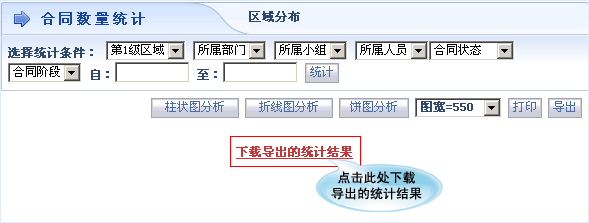 合同数量统计 区域分布
选择统计条件： 第1级区域 所属部门 所属小组 所属人员 合同状态
合同阶段 自： 至： 统计
柱状图分析 折线图分析 饼图分析 图宽=550 打印 导出
下载导出的统计结果
点击此处下载
导出的统计结果